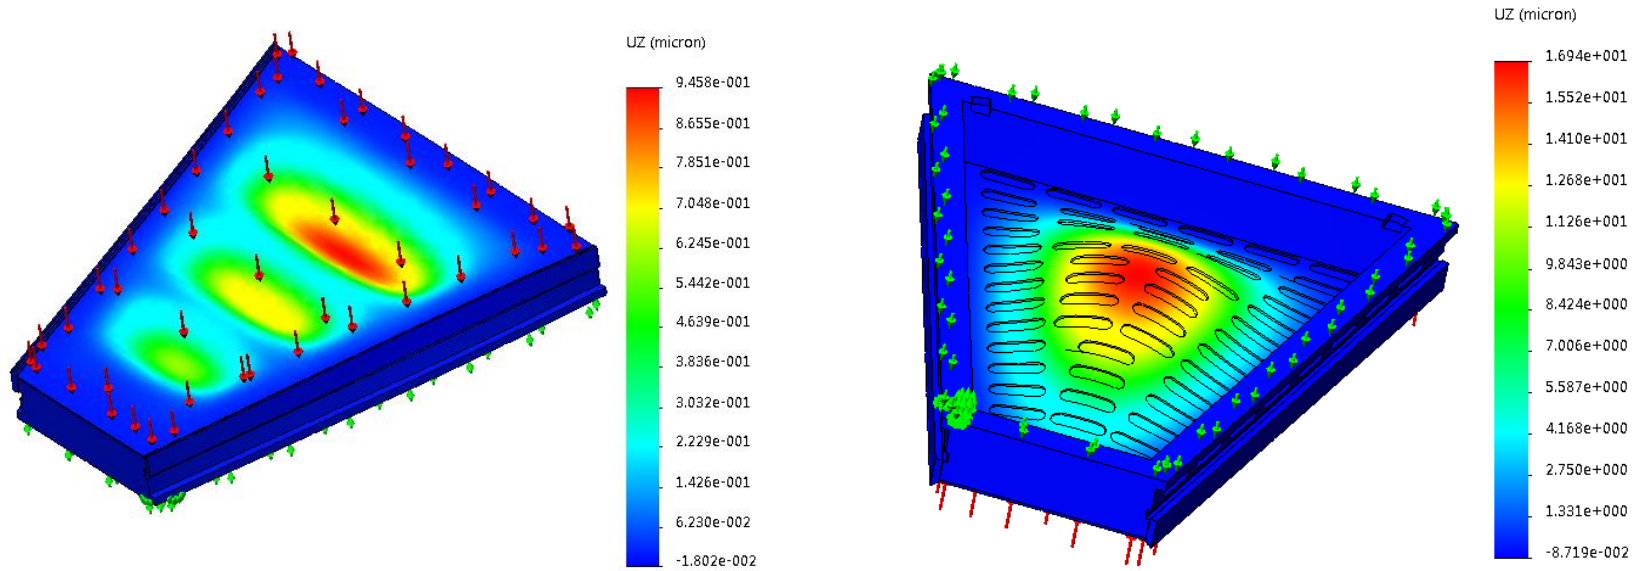 UZ (micron)
9.458e-001
8.655e-001
7.851e-001
7.048e-001
6.245e-001
5.442e-001
4.639e-001
3.836e-001
3.032e-001
2.229e-001
1.426e-001
6.230e-002
-1.802e-002
UZ (micron)
1.694e+001
1.552e+001
1.410e+001
1.268e+001
1.126e+001
9.843e+000
8.424e+000
7.006e+000
5.587e+000
4.168e+000
2.750e+000
1.331e+000
-8.719e-002